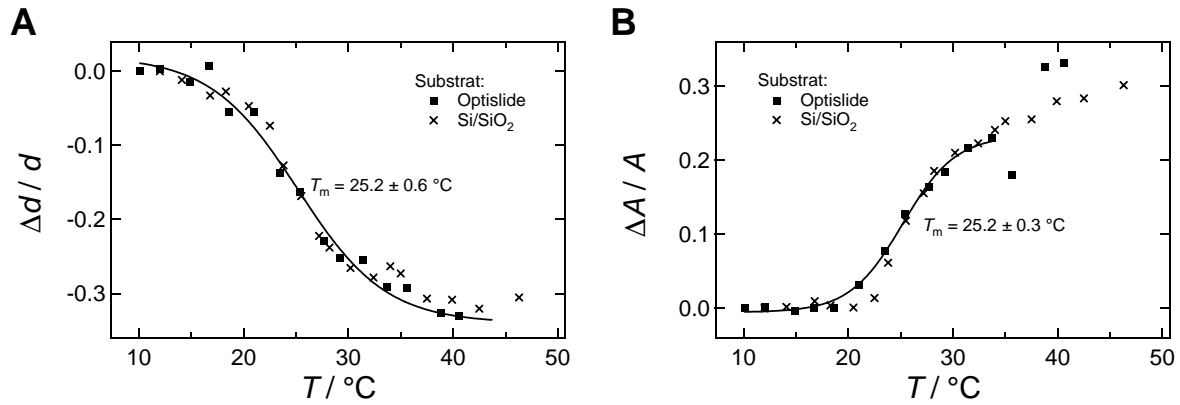 A
0.0
-0.1
-0.2
-0.3
Δd / d
Substrat:
Optislide
Si/SiO₂
Tₘ = 25.2 ± 0.6 °C
10
20
30
40
50
T / °C
B
0.3
0.2
0.1
0.0
ΔA / A
Substrat:
Optislide
Si/SiO₂
Tₘ = 25.2 ± 0.3 °C
10
20
30
40
50
T / °C